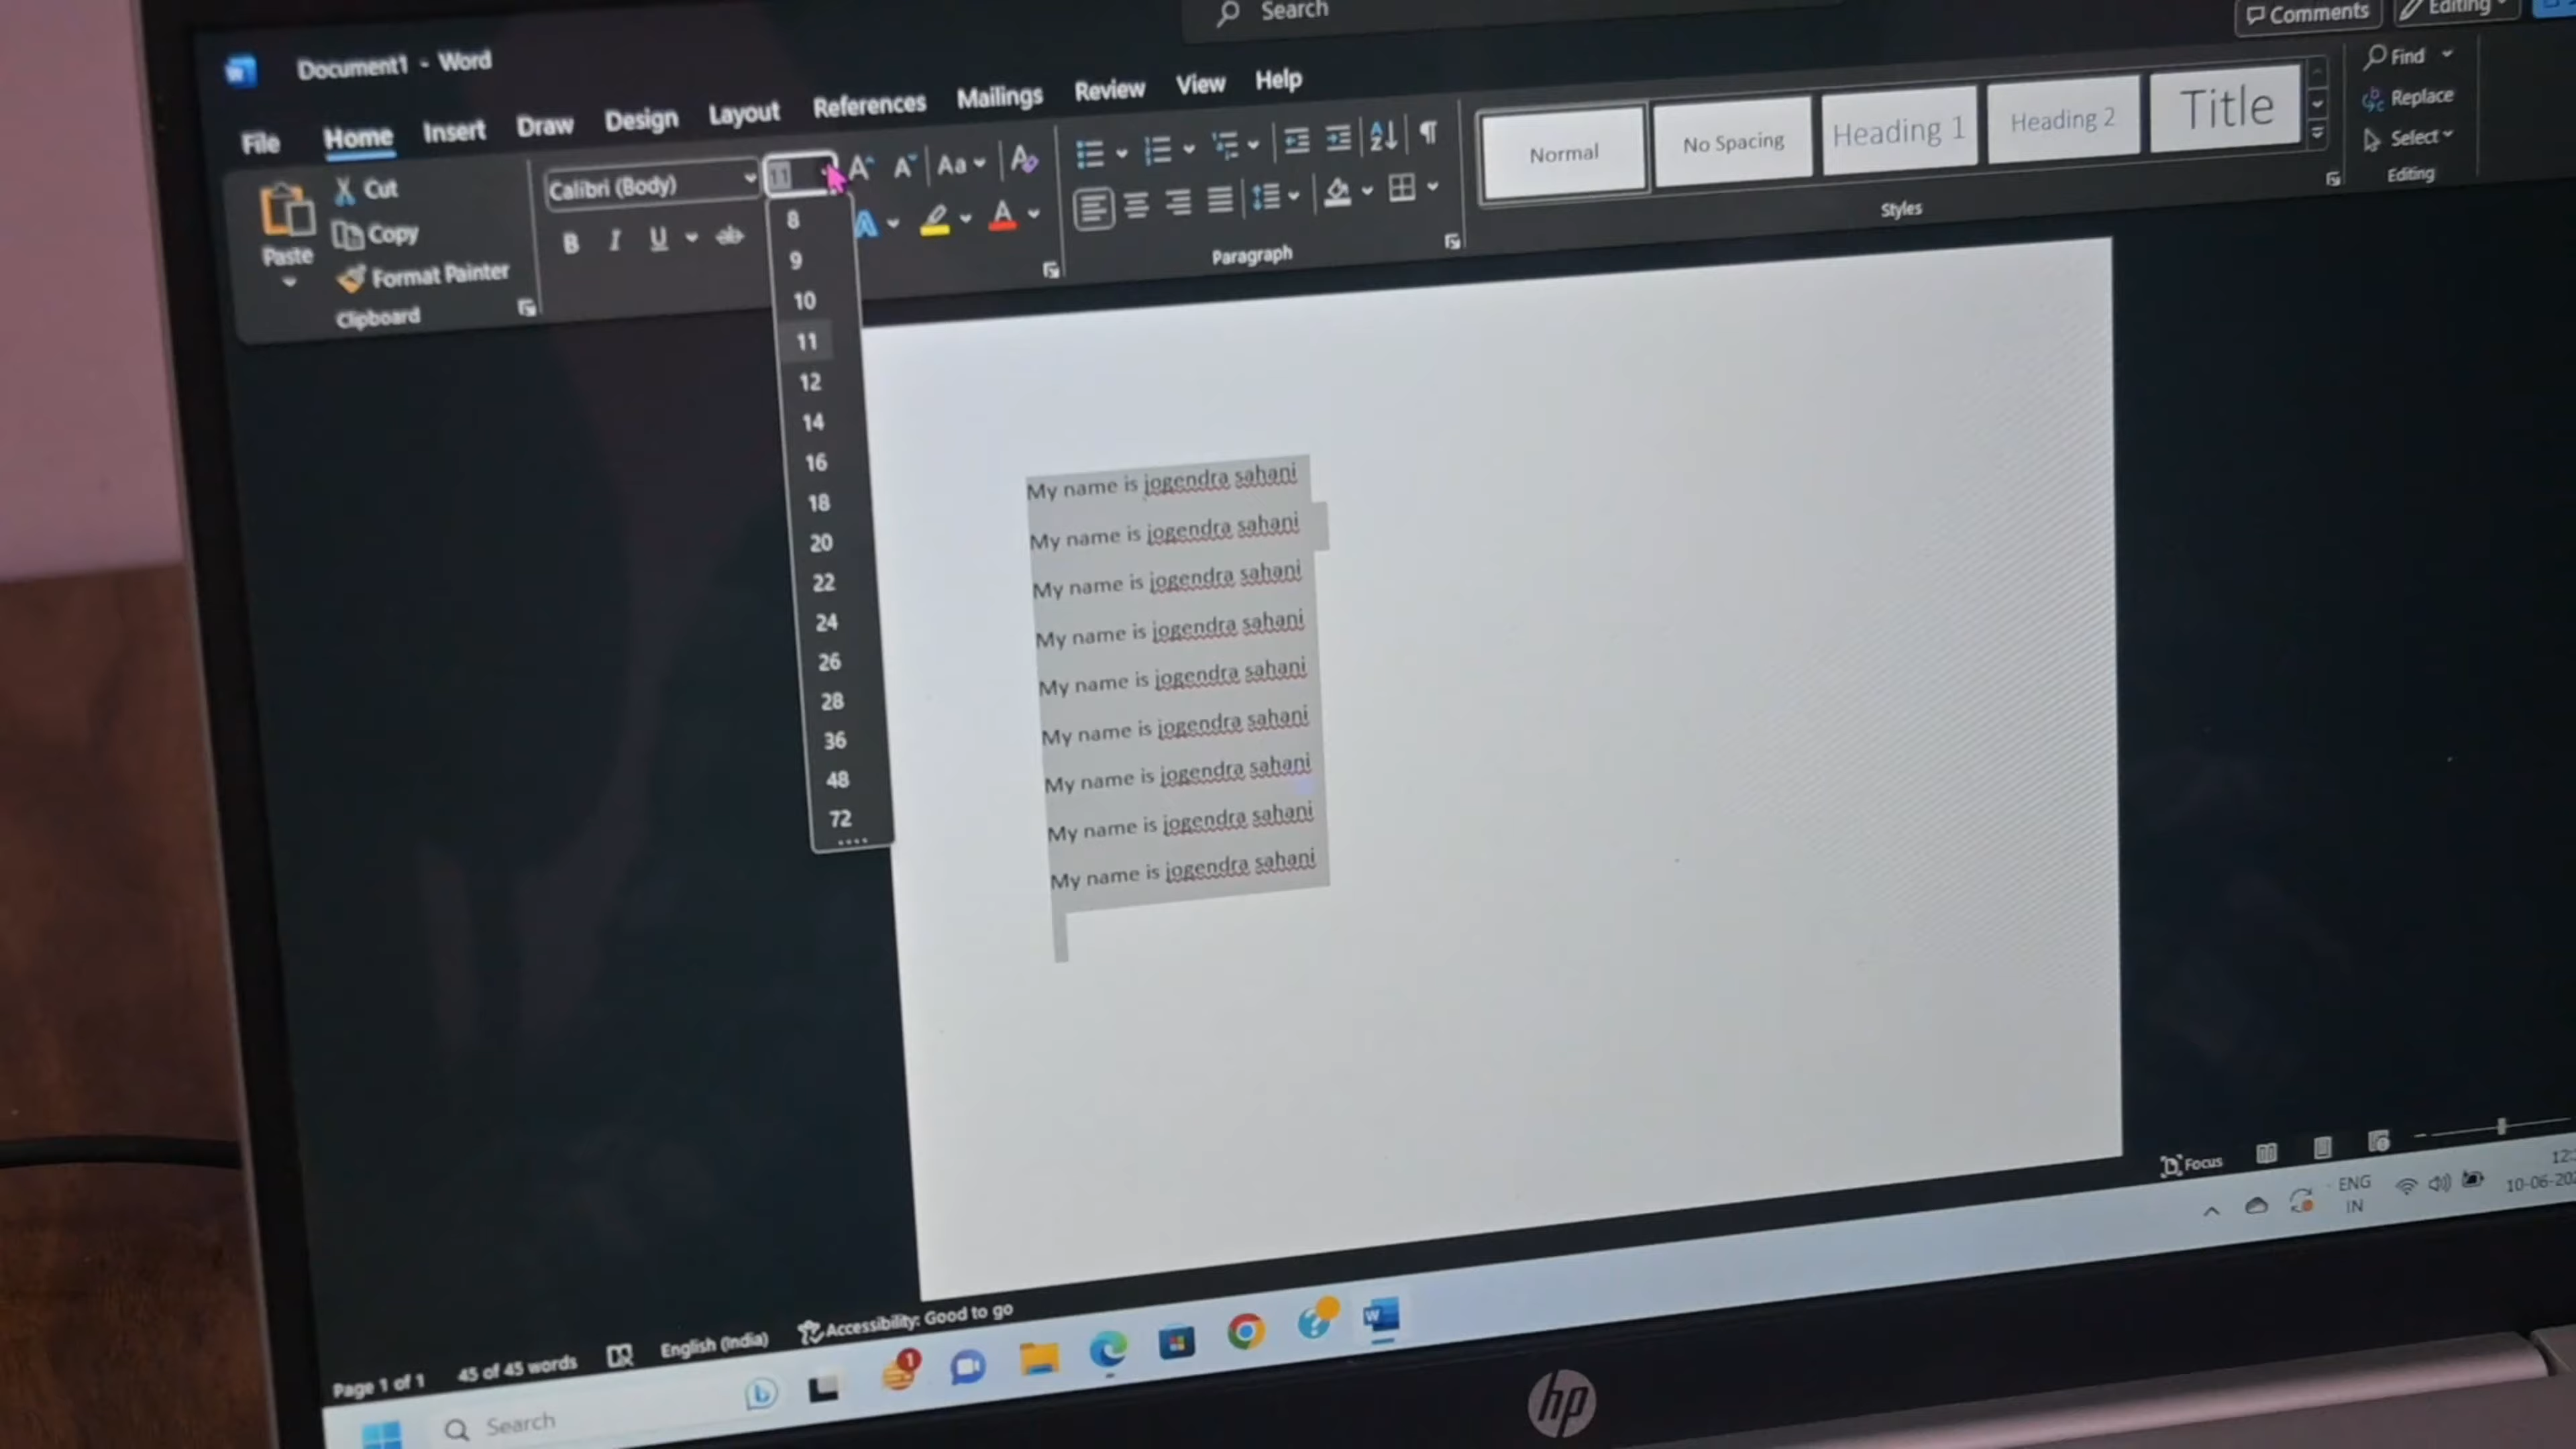 Search
Comments
Editing
Document1 - Word
File Home Insert Draw Design Layout References Mailings Review View Help
Find
Replace
Select
Editing
Paste
Cut
Copy
Format Painter
Clipboard
Calibri (Body) 11
B I U ab
Aa
Paragraph
Normal
No Spacing
Heading 1
Heading 2
Title
Styles
8
9
10
11
12
14
16
18
20
22
24
26
28
36
48
72
My name is jogendra sahani
My name is jogendra sahani
My name is jogendra sahani
My name is jogendra sahani
My name is jogendra sahani
My name is jogendra sahani
My name is jogendra sahani
My name is jogendra sahani
My name is jogendra sahani
Page 1 of 1 45 of 45 words English (India) Accessibility: Good to go
Focus
Search
1
ENG
IN
hp